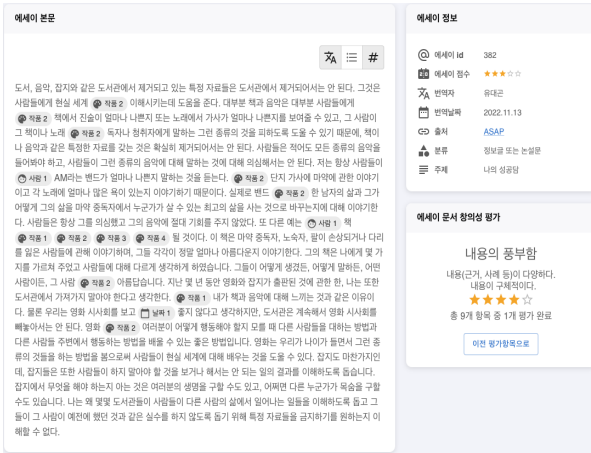 에세이 본문
도서, 음악, 잡지와 같은 도서관에서 제거되고 있는 특정 자료들은 도서관에서 제거되어서는 안 된다. 그것은
사람들에게 현실 세계 작품 2 이해시키는데 도움을 준다. 대부분 책과 음악은 대부분 사람들에게
작품 2 책에서 진술이 얼마나 나쁜지 또는 노래에서 가사가 얼마나 나쁜지를 보여줄 수 있고, 그 사람이
그 책이나 노래 작품 2 독자나 청취자에게 말하는 그런 종류의 것을 피하도록 도울 수 있기 때문에, 책이
나 음악과 같은 특정한 자료를 갖는 것은 확실히 제거되어서는 안 된다. 사람들은 적어도 모든 종류의 음악을
들어봐야 하고, 사람들이 그런 종류의 음악에 대해 말하는 것에 대해 의심해서는 안 된다. 저는 항상 사람들이
사람 1 AM라는 밴드가 얼마나 나쁜지 말하는 것을 듣는다. 작품 2 단지 가사에 마약에 관한 이야기
이고 각 노래에 얼마나 많은 욕이 있는지 이야기하기 때문이다. 실제로 밴드 작품 2 한 남자의 삶과 그가
어떻게 그의 삶을 마약 중독자에서 누군가가 살 수 있는 최고의 삶을 사는 것으로 바꾸는지에 대해 이야기한
다. 사람들은 항상 그를 의심했고 그의 음악에 절대 기회를 주지 않았다. 또 다른 예는 사람 1 책
작품 1 작품 2 작품 3 작품 4 될 것이다. 이 책은 마약 중독자, 노숙자, 팔이 손상되거나 다리
를 잃은 사람들에 관해 이야기하며, 그들 각각이 정말 얼마나 아름다운지 이야기한다. 그의 책은 나에게 몇 가
지를 가르쳐 주었고 사람들에 대해 다르게 생각하게 하였습니다. 그들이 어떻게 생겼든, 어떻게 말하든, 어떤
사람이든, 그 사람 작품 2 아름답습니다. 지난 몇 년 동안 영화와 잡지가 출판된 것에 관한 한, 나는 또한
도서관에서 가져가지 말아야 한다고 생각한다. 작품 1 내가 책과 음악에 대해 느끼는 것과 같은 이유이
다. 물론 우리는 영화 시사회를 보고 날짜 1 좋지 않다고 생각하지만, 도서관은 계속해서 영화 시사회를
빼놓아서는 안 된다. 영화 작품 2 여러분이 어떻게 행동해야 할지 모를 때 다른 사람들을 대하는 방법과
다른 사람들 주변에서 행동하는 방법을 배울 수 있는 좋은 방법입니다. 영화는 우리가 나이가 들면서 그런 종
류의 것들을 하는 방법을 봄으로써 사람들이 현실 세계에 대해 배우는 것을 도울 수 있다. 잡지도 마찬가지인
데, 잡지들은 또한 사람들이 하지 말아야 할 것을 보거나 해서는 안 되는 일의 결과를 이해하도록 돕습니다.
잡지에서 무엇을 해야 하는지 아는 것은 여러분의 생명을 구할 수도 있고, 어쩌면 다른 누군가가 목숨을 구할
수도 있습니다. 나는 왜 몇몇 도서관들이 사람들이 다른 사람의 삶에서 일어나는 일들을 이해하도록 돕고 그
들이 그 사람이 예전에 했던 것과 같은 실수를 하지 않도록 돕기 위해 특정 자료들을 금지하기를 원하는지 이
해할 수 없다.
에세이 정보
에세이 id 382
에세이 점수 ★★★☆☆
번역자 유대곤
번역날짜 2022.11.13
출처 ASAP
분류 정보글 또는 논설문
주제 나의 성공담
에세이 문서 창의성 평가
내용의 풍부함
내용(근거, 사례 등)이 다양하다.
내용이 구체적이다.
★★★★☆
총 9개 항목 중 1개 평가 완료
이전 평가항목으로